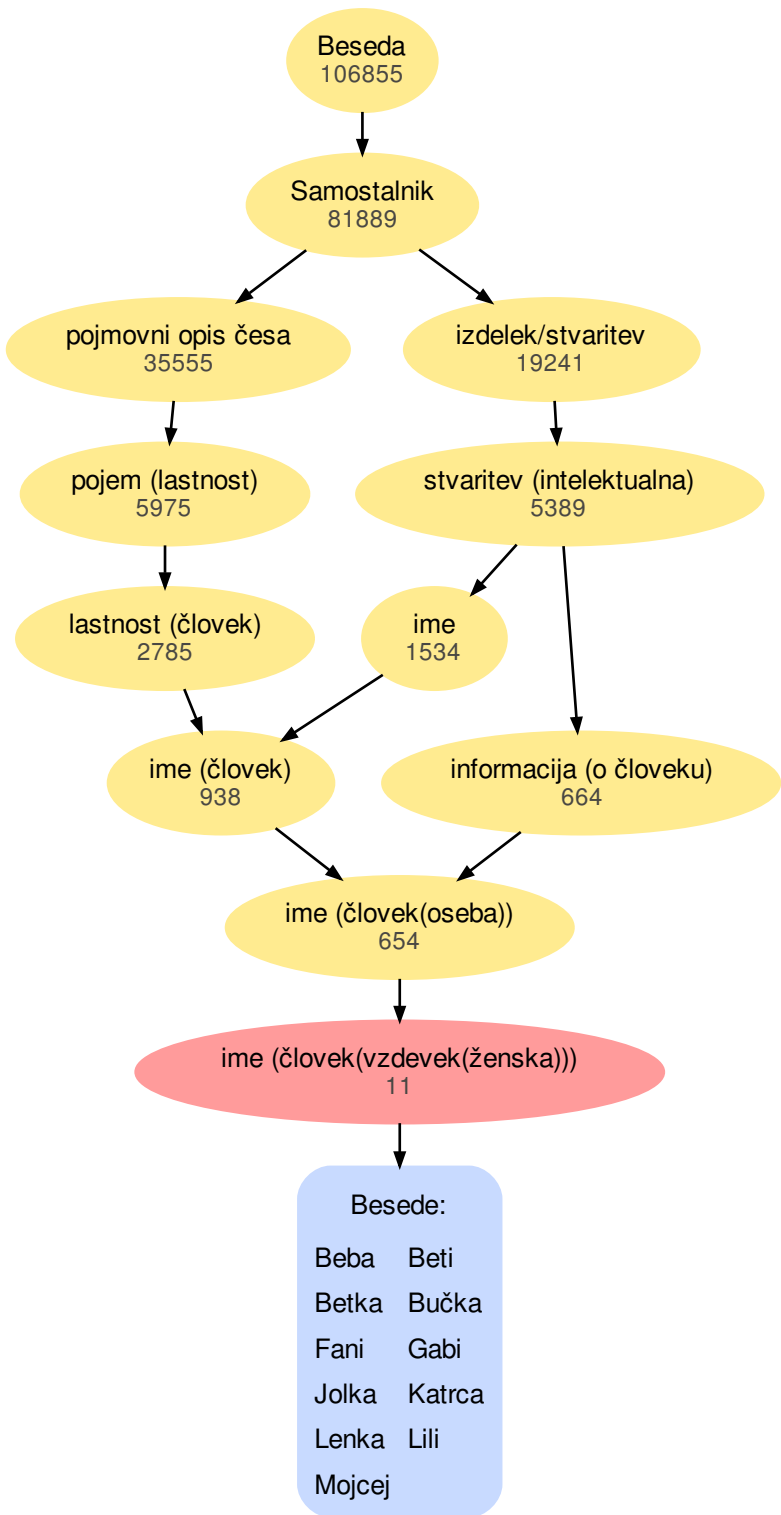 Beseda
106855
Samostalnik
81889
pojmovni opis česa
35555
izdelek/stvaritev
19241
pojem (lastnost)
5975
stvaritev (intelektualna)
5389
lastnost (človek)
2785
ime
1534
ime (človek)
938
informacija (o človeku)
664
ime (človek(oseba))
654
ime (človek(vzdevek(ženska)))
11
Besede:
Beba Beti
Betka Bučka
Fani Gabi
Jolka Katrca
Lenka Lili
Mojcej